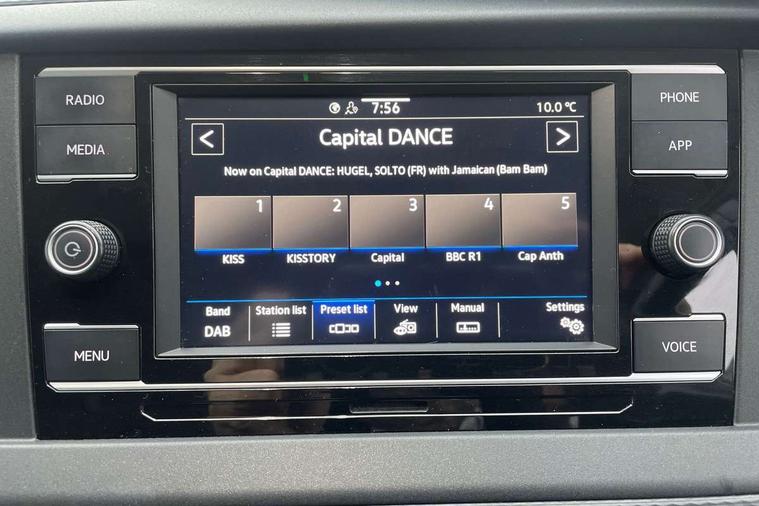 RADIO
MEDIA
MENU
7:56
10.0 °C
<
Capital DANCE
>
Now on Capital DANCE: HUGEL, SOLTO (FR) with Jamaican (Bam Bam)
1
2
3
4
5
KISS
KISSTORY
Capital
BBC R1
Cap Anth
Band
DAB
Station list
Preset list
View
Manual
Settings
PHONE
APP
VOICE